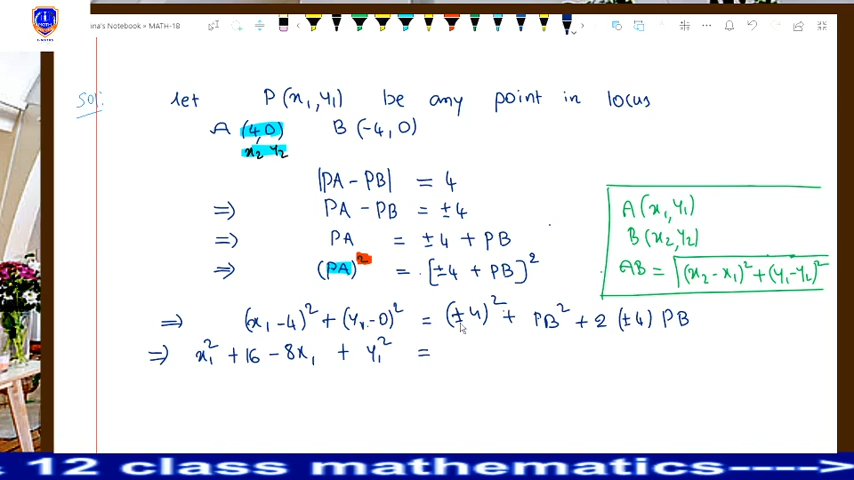 na's Notebook » MATH-1B
Sol:
let P(x₁,y₁) be any point in locus
A (4,0) B(-4,0)
x₂ y₂
|PA - PB| = 4
⇒ PA - PB = ±4
⇒ PA = ±4 + PB
⇒ (PA)² = [±4 + PB]²
A(x₁,y₁)
B(x₂,y₂)
AB = √(x₂-x₁)²+(y₁-y₂)²
⇒ (x₁-4)²+(y₁-0)² = (±4)² + PB² + 2(±4) PB
⇒ x₁² + 16 - 8x₁ + y₁² =
12 class mathematics---->